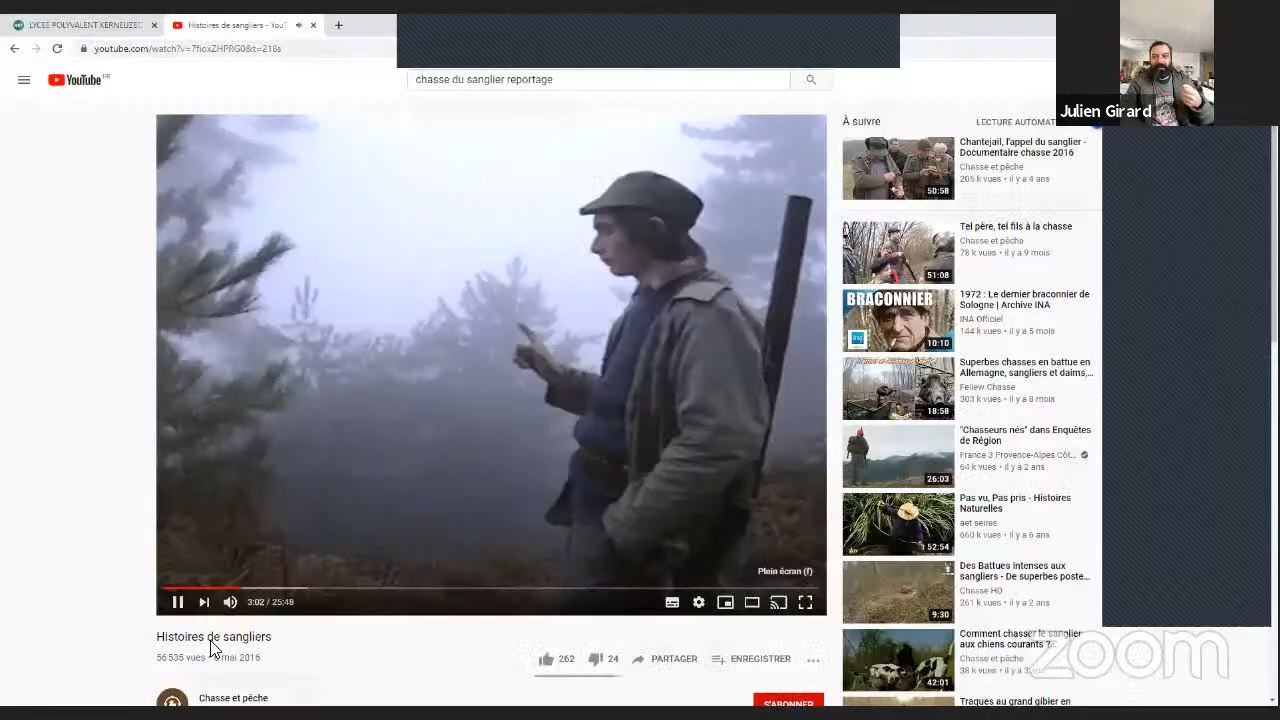 LYCEE POLYVALENT KERNEUZEC
Histoires de sangliers - YouT
youtube.com/watch?v=7fioxZHPRG0&t=218s
YouTube FR
chasse du sanglier reportage
Julien Girard
À suivre
LECTURE AUTOMAT
Chantejail, l'appel du sanglier -
Documentaire chasse 2016
Chasse et pêche
205 k vues • il y a 4 ans
50:58
Tel père, tel fils à la chasse
Chasse et pêche
78 k vues • il y a 9 mois
51:08
BRACONNIER
ina
1972 : Le dernier braconnier de
Sologne | Archive INA
INA Officiel
144 k vues • il y a 5 mois
10:10
Superbes chasses en battue en
Allemagne, sangliers et daims,...
Fellew Chasse
303 k vues • il y a 8 mois
18:58
"Chasseurs nés" dans Enquêtes
de Région
France 3 Provence-Alpes Côt...
64 k vues • il y a 2 ans
26:03
Pas vu, Pas pris - Histoires
Naturelles
aet seires
660 k vues • il y a 6 ans
52:54
Des Battues Intenses aux
sangliers - De superbes poste...
Chasse HD
261 k vues • il y a 2 ans
9:30
Comment chasser le sanglier
aux chiens courants ?
Chasse et pêche
38 k vues • il y a
42:01
Traques au grand gibier en
Plein écran (f)
3:02 / 25:48
Histoires de sangliers
56 535 vues • mai 2016
262
24
PARTAGER
ENREGISTRER
Chasse et pêche
S'ABONNER
zoom